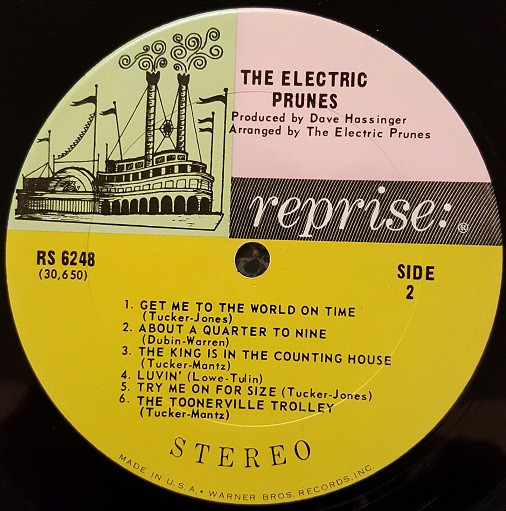 THE ELECTRIC
PRUNES
Produced by Dave Hassinger
Arranged by The Electric Prunes
reprise:®
RS 6248
(30,650)
SIDE
2
1. GET ME TO THE WORLD ON TIME
(Tucker-Jones)
2. ABOUT A QUARTER TO NINE
(Dubin-Warren)
3. THE KING IS IN THE COUNTING HOUSE
(Tucker-Mantz)
4. LUVIN' (Lowe-Tulin)
5. TRY ME ON FOR SIZE (Tucker-Jones)
6. THE TOONERVILLE TROLLEY
(Tucker-Mantz)
STEREO
MADE IN U.S.A. • WARNER BROS. RECORDS, INC.